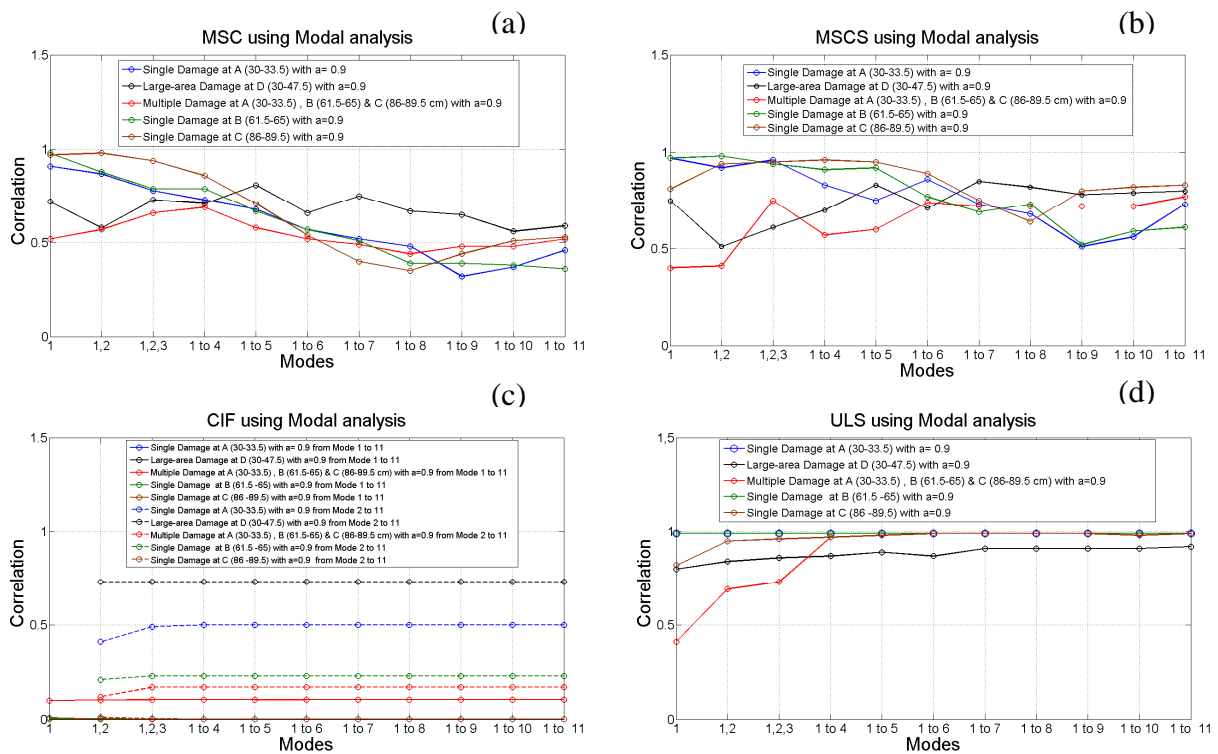 (a)
MSC using Modal analysis
1.5
1
0.5
0
Correlation
Single Damage at A (30-33.5) with a= 0.9
Large-area Damage at D (30-47.5) with a=0.9
Multiple Damage at A (30-33.5) , B (61.5-65) & C (86-89.5 cm) with a=0.9
Single Damage at B (61.5-65) with a=0.9
Single Damage at C (86-89.5) with a=0.9
1 1,2 1,2,3 1 to 4 1 to 5 1 to 6 1 to 7 1 to 8 1 to 9 1 to 10 1 to 11
Modes
(b)
MSCS using Modal analysis
1.5
1
0.5
0
Correlation
Single Damage at A (30-33.5) with a= 0.9
Large-area Damage at D (30-47.5) with a=0.9
Multiple Damage at A (30-33.5) , B (61.5-65) & C (86-89.5 cm) with a=0.9
Single Damage at B (61.5-65) with a=0.9
Single Damage at C (86-89.5) with a=0.9
1 1,2 1,2,3 1 to 4 1 to 5 1 to 6 1 to 7 1 to 8 1 to 9 1 to 10 1 to 11
Modes
(c)
CIF using Modal analysis
1.5
1
0.5
0
Correlation
Single Damage at A (30-33.5) with a= 0.9 from Mode 1 to 11
Large-area Damage at D (30-47.5) with a=0.9 from Mode 1 to 11
Multiple Damage at A (30-33.5) , B (61.5-65) & C (86-89.5 cm) with a=0.9 from Mode 1 to 11
Single Damage at B (61.5 -65) with a=0.9 from Mode 1 to 11
Single Damage at C (86 -89.5) with a=0.9 from Mode 1 to 11
Single Damage at A (30-33.5) with a= 0.9 from Mode 2 to 11
Large-area Damage at D (30-47.5) with a=0.9 from Mode 2 to 11
Multiple Damage at A (30-33.5) , B (61.5-65) & C (86-89.5 cm) with a=0.9 from Mode 2 to 11
Single Damage at B (61.5 -65) with a=0.9 from Mode 2 to 11
Single Damage at C (86 -89.5) with a=0.9 from Mode 2 to 11
1 1,2 1,2,3 1 to 4 1 to 5 1 to 6 1 to 7 1 to 8 1 to 9 1 to 10 1 to 11
Modes
(d)
ULS using Modal analysis
1.5
1
0.5
0
Correlation
Single Damage at A (30-33.5) with a= 0.9
Large-area Damage at D (30-47.5) with a=0.9
Multiple Damage at A (30-33.5) , B (61.5-65) & C (86-89.5 cm) with a=0.9
Single Damage at B (61.5 -65) with a=0.9
Single Damage at C (86 -89.5) with a=0.9
1 1,2 1,2,3 1 to 4 1 to 5 1 to 6 1 to 7 1 to 8 1 to 9 1 to 10 1 to 11
Modes